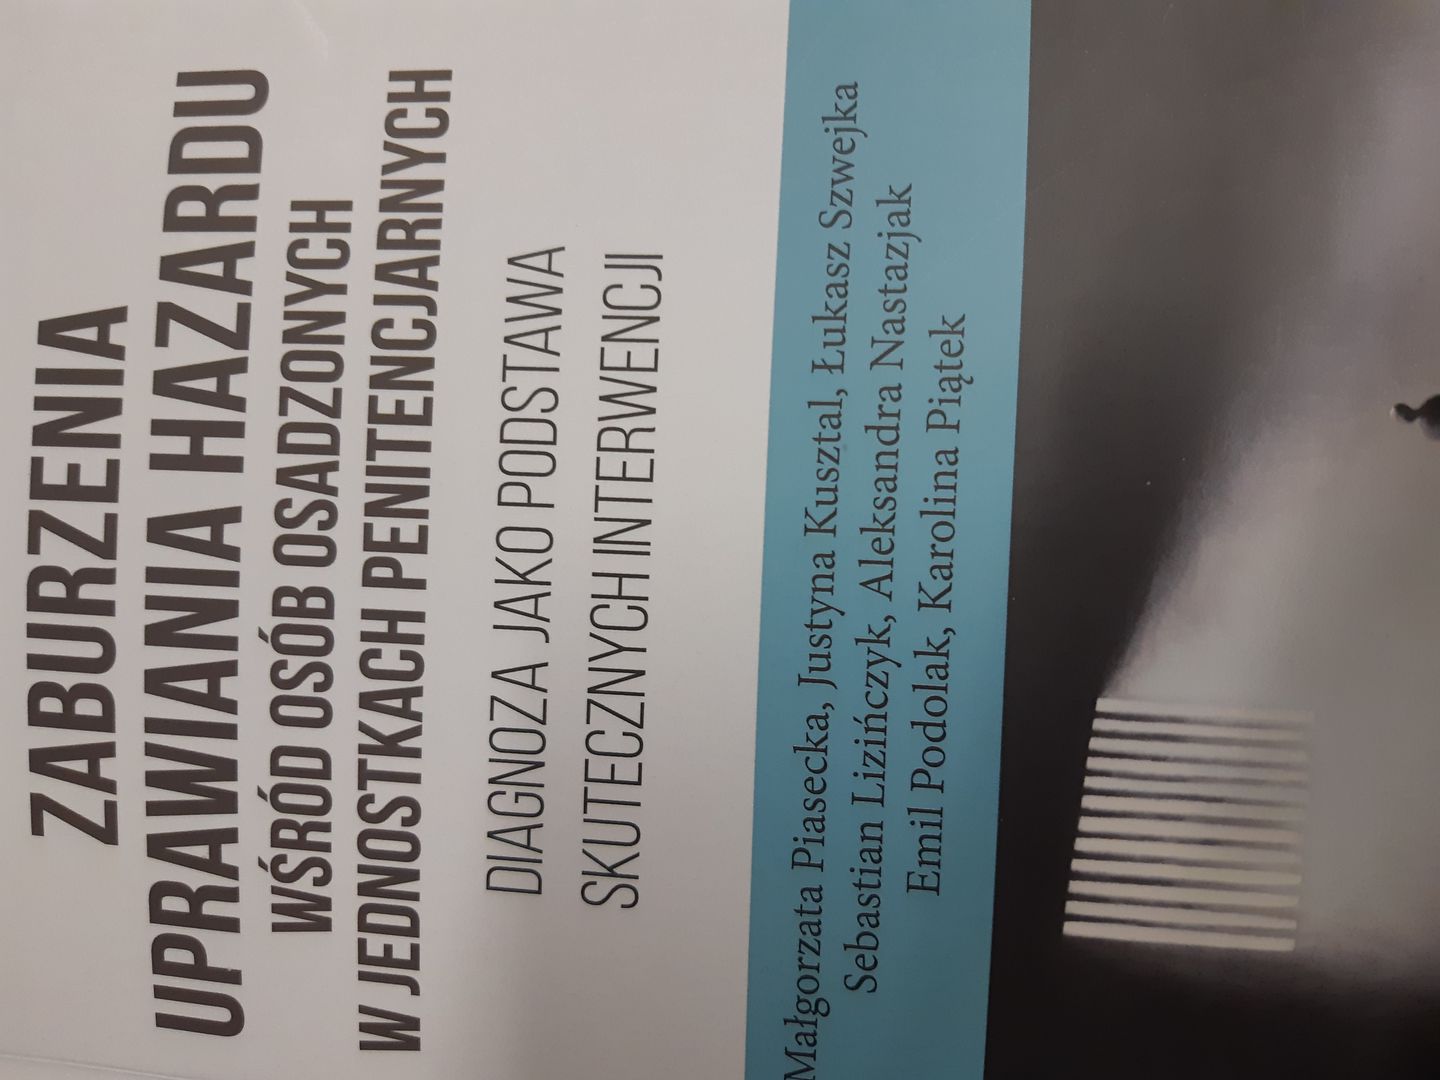 ZABURZENIA
UPRAWIANIA HAZARDU
WŚRÓD OSÓB OSADZONYCH
W JEDNOSTKACH PENITENCJARNYCH
DIAGNOZA JAKO PODSTAWA
SKUTECZNYCH INTERWENCJI
Małgorzata Piasecka, Justyna Kusztal, Łukasz Szwejka
Sebastian Lizińczyk, Aleksandra Nastazjak
Emil Podolak, Karolina Piątek